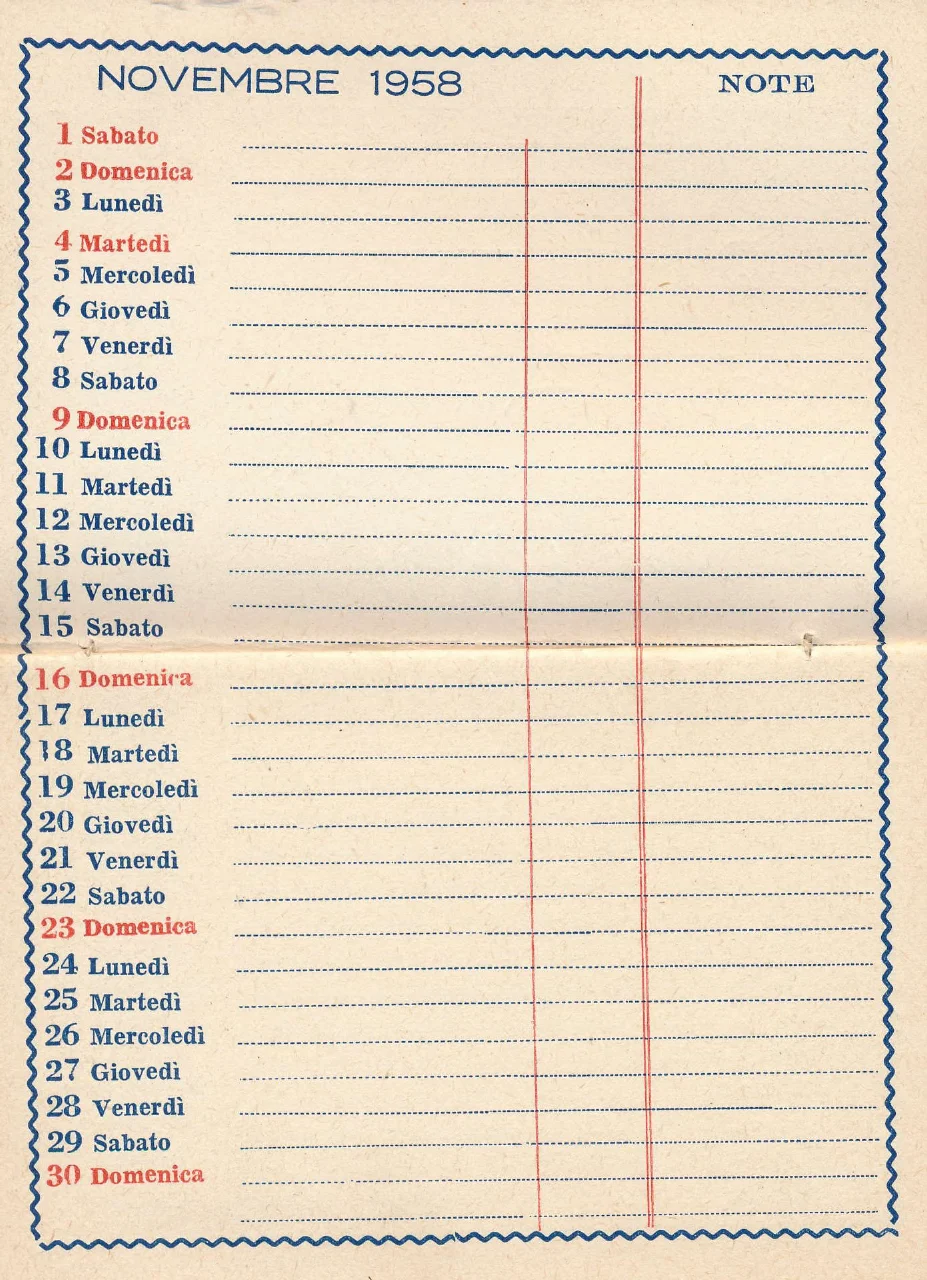 NOVEMBRE 1958 NOTE
1 Sabato
2 Domenica
3 Lunedì
4 Martedì
5 Mercoledì
6 Giovedì
7 Venerdì
8 Sabato
9 Domenica
10 Lunedì
11 Martedì
12 Mercoledì
13 Giovedì
14 Venerdì
15 Sabato
16 Domenica
17 Lunedì
18 Martedì
19 Mercoledì
20 Giovedì
21 Venerdì
22 Sabato
23 Domenica
24 Lunedì
25 Martedì
26 Mercoledì
27 Giovedì
28 Venerdì
29 Sabato
30 Domenica